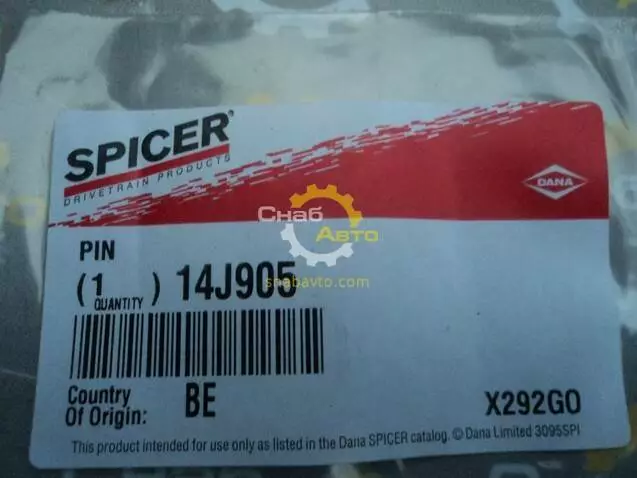 SPICER®
DRIVETRAIN PRODUCTS
DANA
Снаб
Авто
snabavto.com
PIN
(1) 14J905
QUANTITY
Country
Of Origin: BE
X292GO
This product intended for use only as listed in the Dana SPICER catalog. © Dana Limited 3095SPI